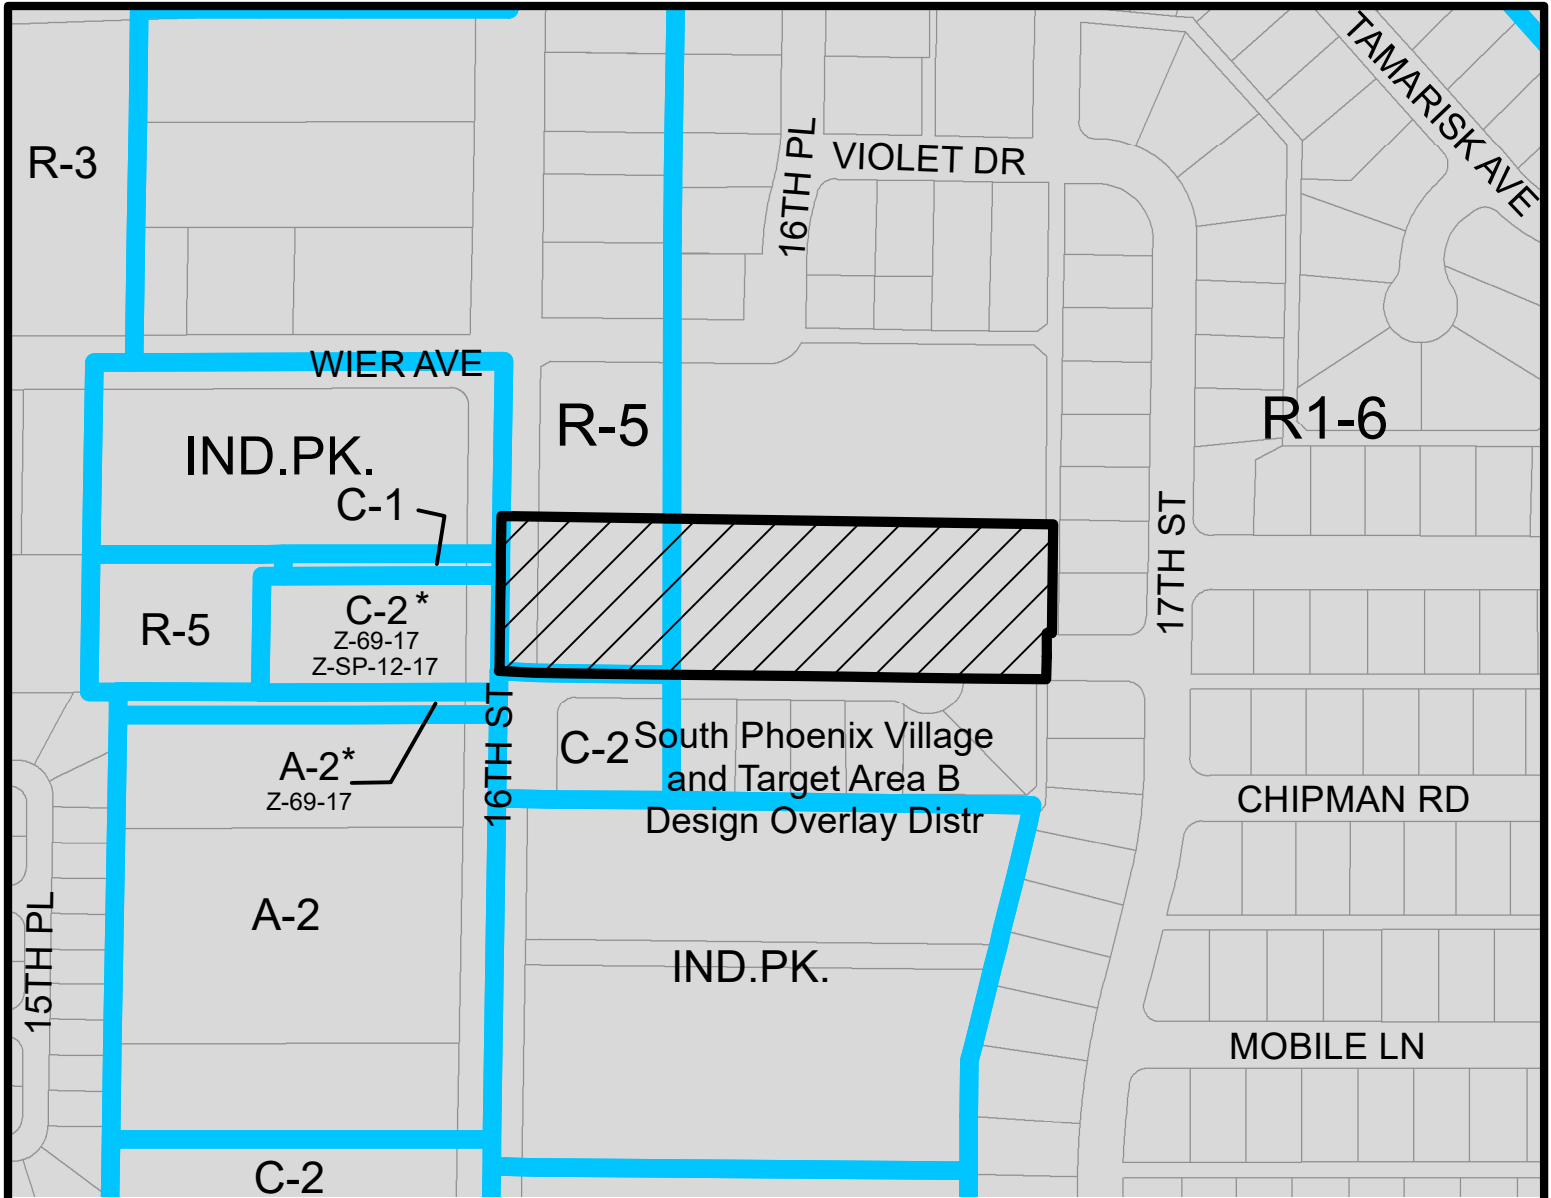 TAMARISK AVE
R-3
VIOLET DR
16TH PL
WIER AVE
R-5
R1-6
IND.PK.
C-1
17TH ST
C-2 *
Z-69-17
Z-SP-12-17
R-5
16TH ST
C-2
South Phoenix Village
and Target Area B
Design Overlay Distr
A-2*
Z-69-17
CHIPMAN RD
A-2
15TH PL
IND.PK.
MOBILE LN
C-2